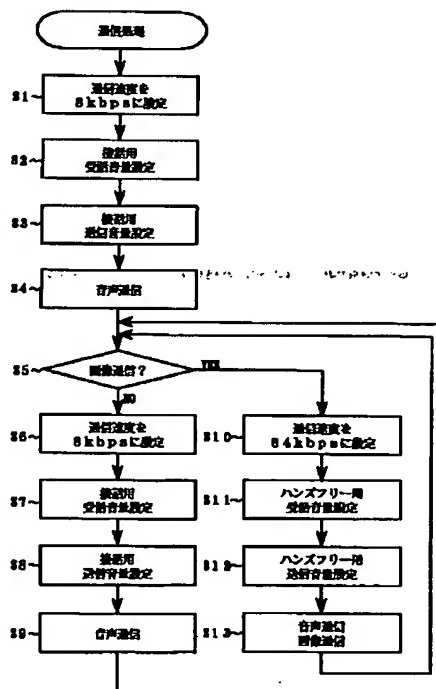 通信処理
S1
通信速度を
8kbpsに設定
S2
接話用
受話音量設定
S3
接話用
送信音量設定
S4
音声通信
S5
画像通信?
YES
NO
S6
通信速度を
8kbpsに設定
S7
接話用
受話音量設定
S8
接話用
送信音量設定
S9
音声通信
S10
通信速度を
64kbpsに設定
S11
ハンズフリー用
受話音量設定
S12
ハンズフリー用
送信音量設定
S13
音声通信
画像通信